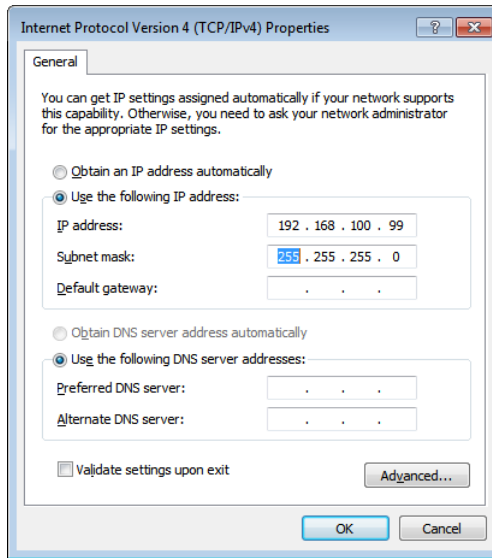 Internet Protocol Version 4 (TCP/IPv4) Properties
General
You can get IP settings assigned automatically if your network supports
this capability. Otherwise, you need to ask your network administrator
for the appropriate IP settings.
Obtain an IP address automatically
Use the following IP address:
IP address: 192 . 168 . 100 . 99
Subnet mask: 255 . 255 . 255 . 0
Default gateway: . . .
Obtain DNS server address automatically
Use the following DNS server addresses:
Preferred DNS server: . . .
Alternate DNS server: . . .
Validate settings upon exit
Advanced...
OK Cancel